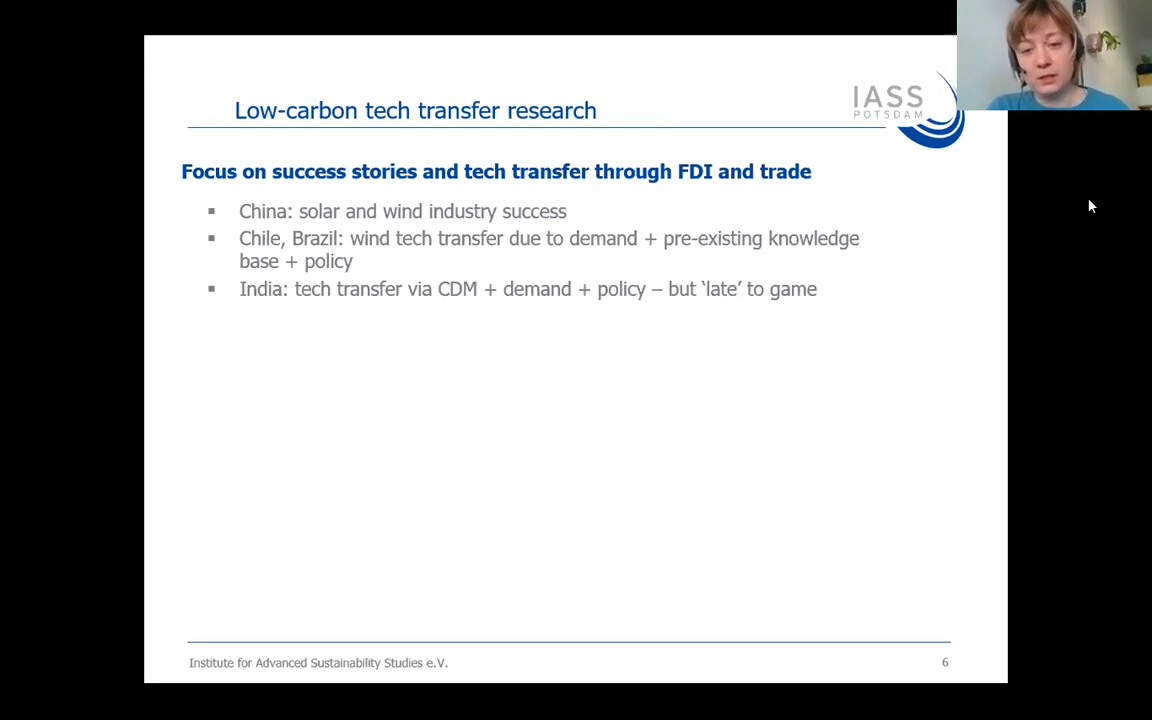 IASS
POTSDAM
Low-carbon tech transfer research
Focus on success stories and tech transfer through FDI and trade
▪ China: solar and wind industry success
▪ Chile, Brazil: wind tech transfer due to demand + pre-existing knowledge
base + policy
▪ India: tech transfer via CDM + demand + policy – but ‘late’ to game
Institute for Advanced Sustainability Studies e.V.
6